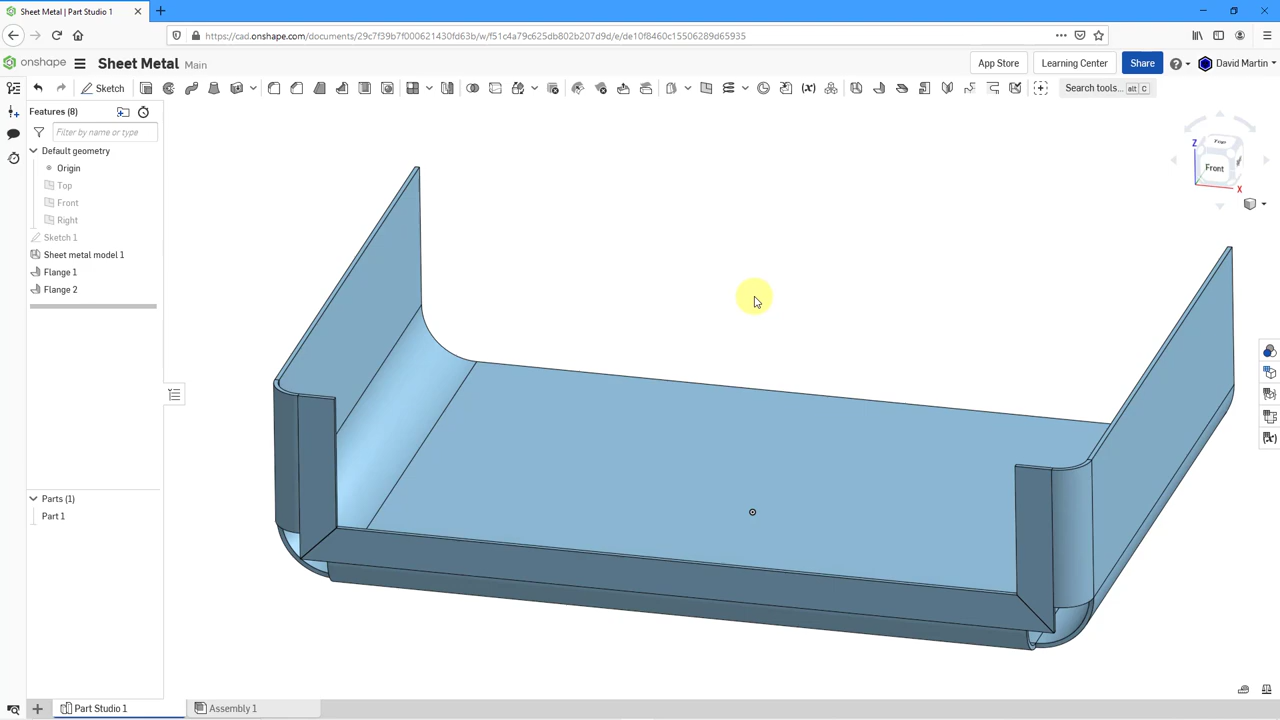 Sheet Metal | Part Studio 1
https://cad.onshape.com/documents/29c7f39b7f000621430fd63b/w/f51c4a79c625db802b207d9d/e/de10f8460c15506289d65935
onshape
Sheet Metal Main
App Store
Learning Center
Share
David Martin
Sketch
Search tools... alt C
Features (8)
Filter by name or type
Default geometry
Origin
Top
Front
Right
Sketch 1
Sheet metal model 1
Flange 1
Flange 2
Parts (1)
Part 1
Z
Front
X
Part Studio 1
Assembly 1